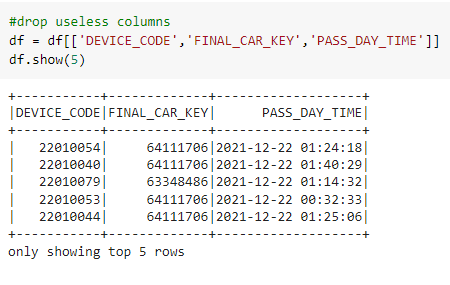 #drop useless columns
df = df[['DEVICE_CODE','FINAL_CAR_KEY','PASS_DAY_TIME']]
df.show(5)
+-----------+-------------+-------------------+
|DEVICE_CODE|FINAL_CAR_KEY|      PASS_DAY_TIME|
+-----------+-------------+-------------------+
|   22010054|     64111706|2021-12-22 01:24:18|
|   22010040|     64111706|2021-12-22 01:40:29|
|   22010079|     63348486|2021-12-22 01:14:32|
|   22010053|     64111706|2021-12-22 00:32:33|
|   22010044|     64111706|2021-12-22 01:25:06|
+-----------+-------------+-------------------+
only showing top 5 rows